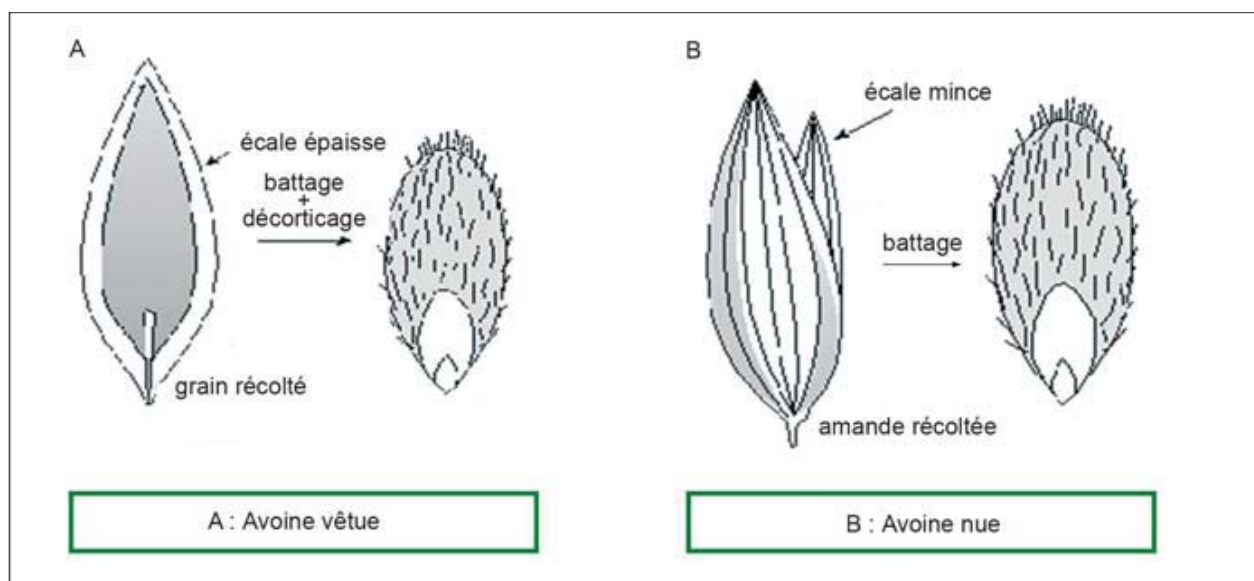 A
écale épaisse
battage
+
décorticage
grain récolté
A : Avoine vêtue
B
écale mince
battage
amande récoltée
B : Avoine nue